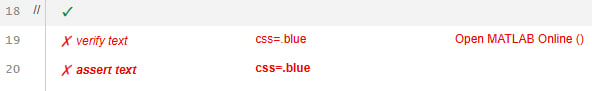 18 // ✓
19 ✗ verify text css=.blue Open MATLAB Online ()
20 ✗ assert text css=.blue